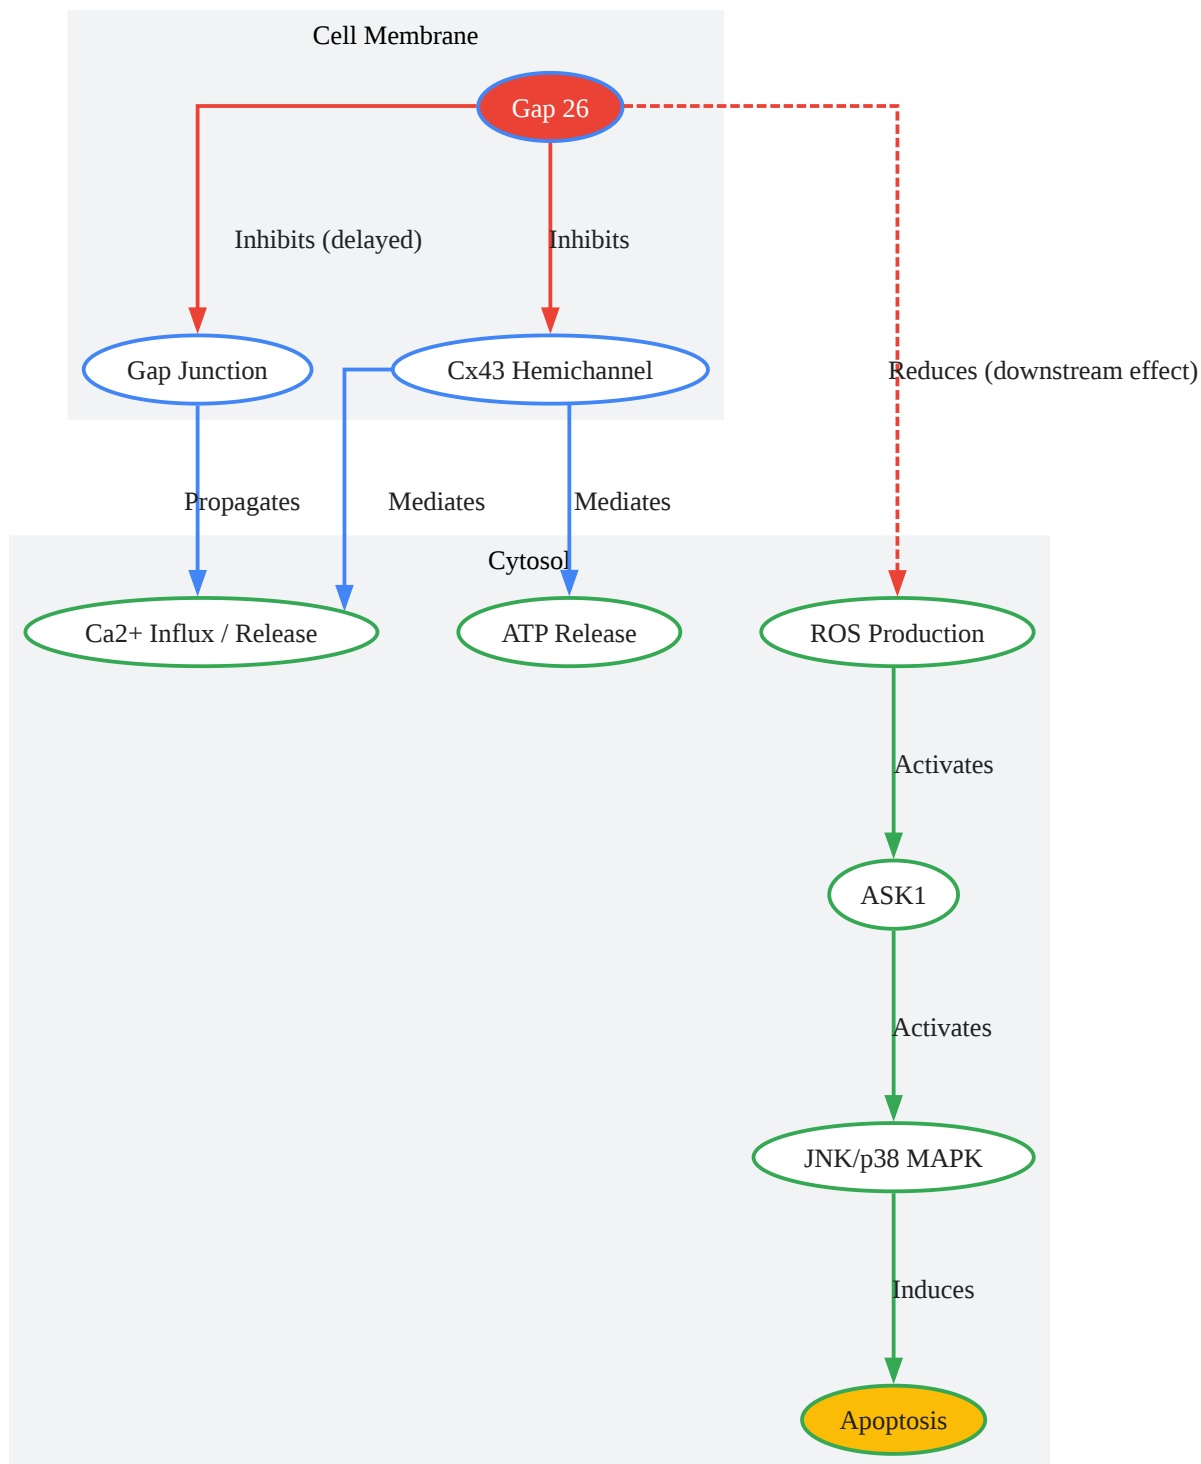 Cell Membrane
Gap 26
Inhibits (delayed)
Inhibits
Gap Junction
Cx43 Hemichannel
Reduces (downstream effect)
Propagates
Mediates
Mediates
Cytosol
Ca2+ Influx / Release
ATP Release
ROS Production
Activates
ASK1
Activates
JNK/p38 MAPK
Induces
Apoptosis